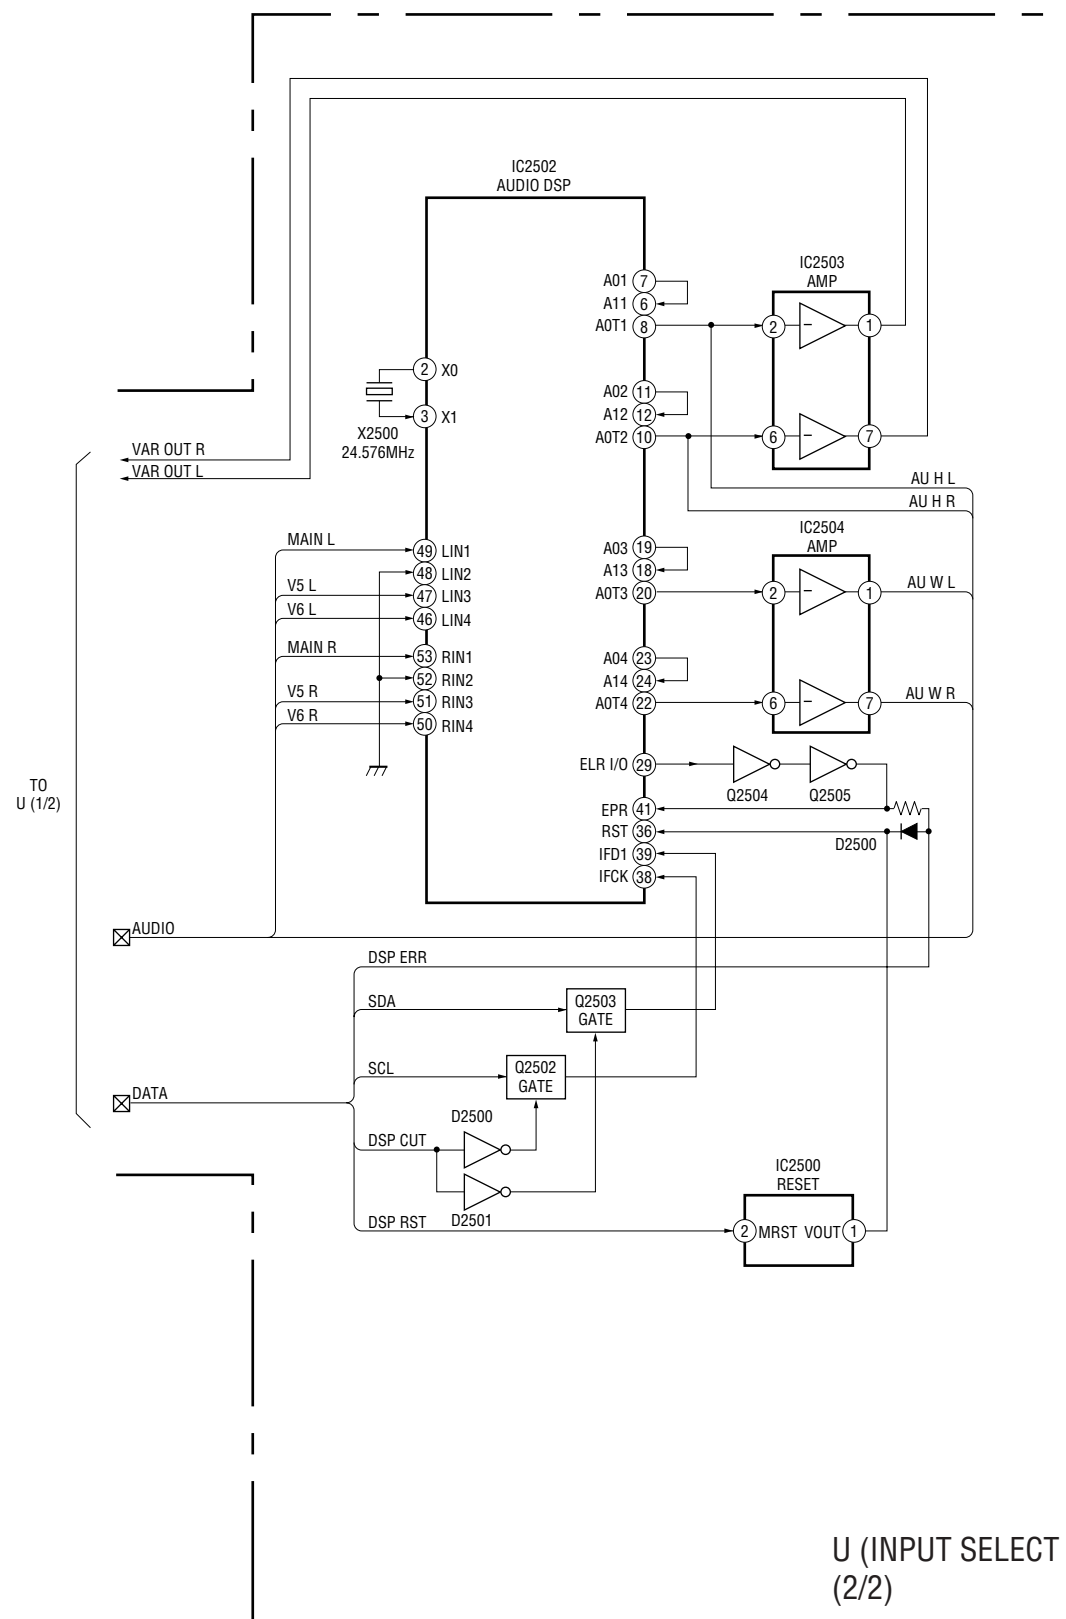 IC2502
AUDIO DSP
IC2503
AMP
A01 7
A11 6
A0T1 8
2 1
2 X0
A02 11
A12 12
3 X1
A0T2 10
6 7
X2500
24.576MHz
VAR OUT R
VAR OUT L
AU H L
AU H R
IC2504
AMP
MAIN L
49 LIN1
A03 19
48 LIN2
A13 18
V5 L
47 LIN3
A0T3 20
2 1
AU W L
V6 L
46 LIN4
MAIN R
53 RIN1
A04 23
52 RIN2
A14 24
V5 R
51 RIN3
A0T4 22
6 7
AU W R
V6 R
50 RIN4
ELR I/O 29
Q2504
Q2505
TO
U (1/2)
EPR 41
RST 36
D2500
IFD1 39
IFCK 38
AUDIO
DSP ERR
SDA
Q2503
GATE
SCL
Q2502
GATE
DATA
D2500
DSP CUT
D2501
DSP RST
IC2500
RESET
2 MRST VOUT 1
U (INPUT SELECT
(2/2)